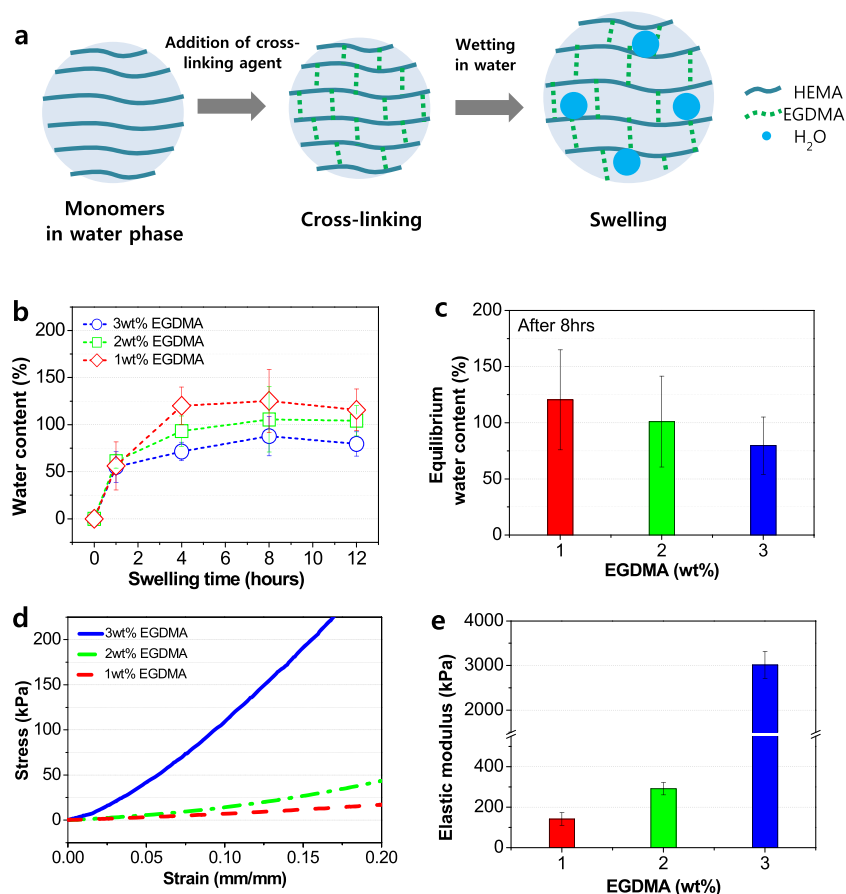 a
Addition of cross-
linking agent
Wetting
in water
HEMA
EGDMA
H₂O
Monomers
in water phase
Cross-linking
Swelling
b
3wt% EGDMA
2wt% EGDMA
1wt% EGDMA
Water content (%)
200
150
100
50
0
0 2 4 6 8 10 12
Swelling time (hours)
c
After 8hrs
Equilibrium
water content (%)
200
150
100
50
0
1 2 3
EGDMA (wt%)
d
3wt% EGDMA
2wt% EGDMA
1wt% EGDMA
Stress (kPa)
200
150
100
50
0
0.00 0.05 0.10 0.15 0.20
Strain (mm/mm)
e
Elastic modulus (kPa)
4000
3000
2000
400
200
0
1 2 3
EGDMA (wt%)